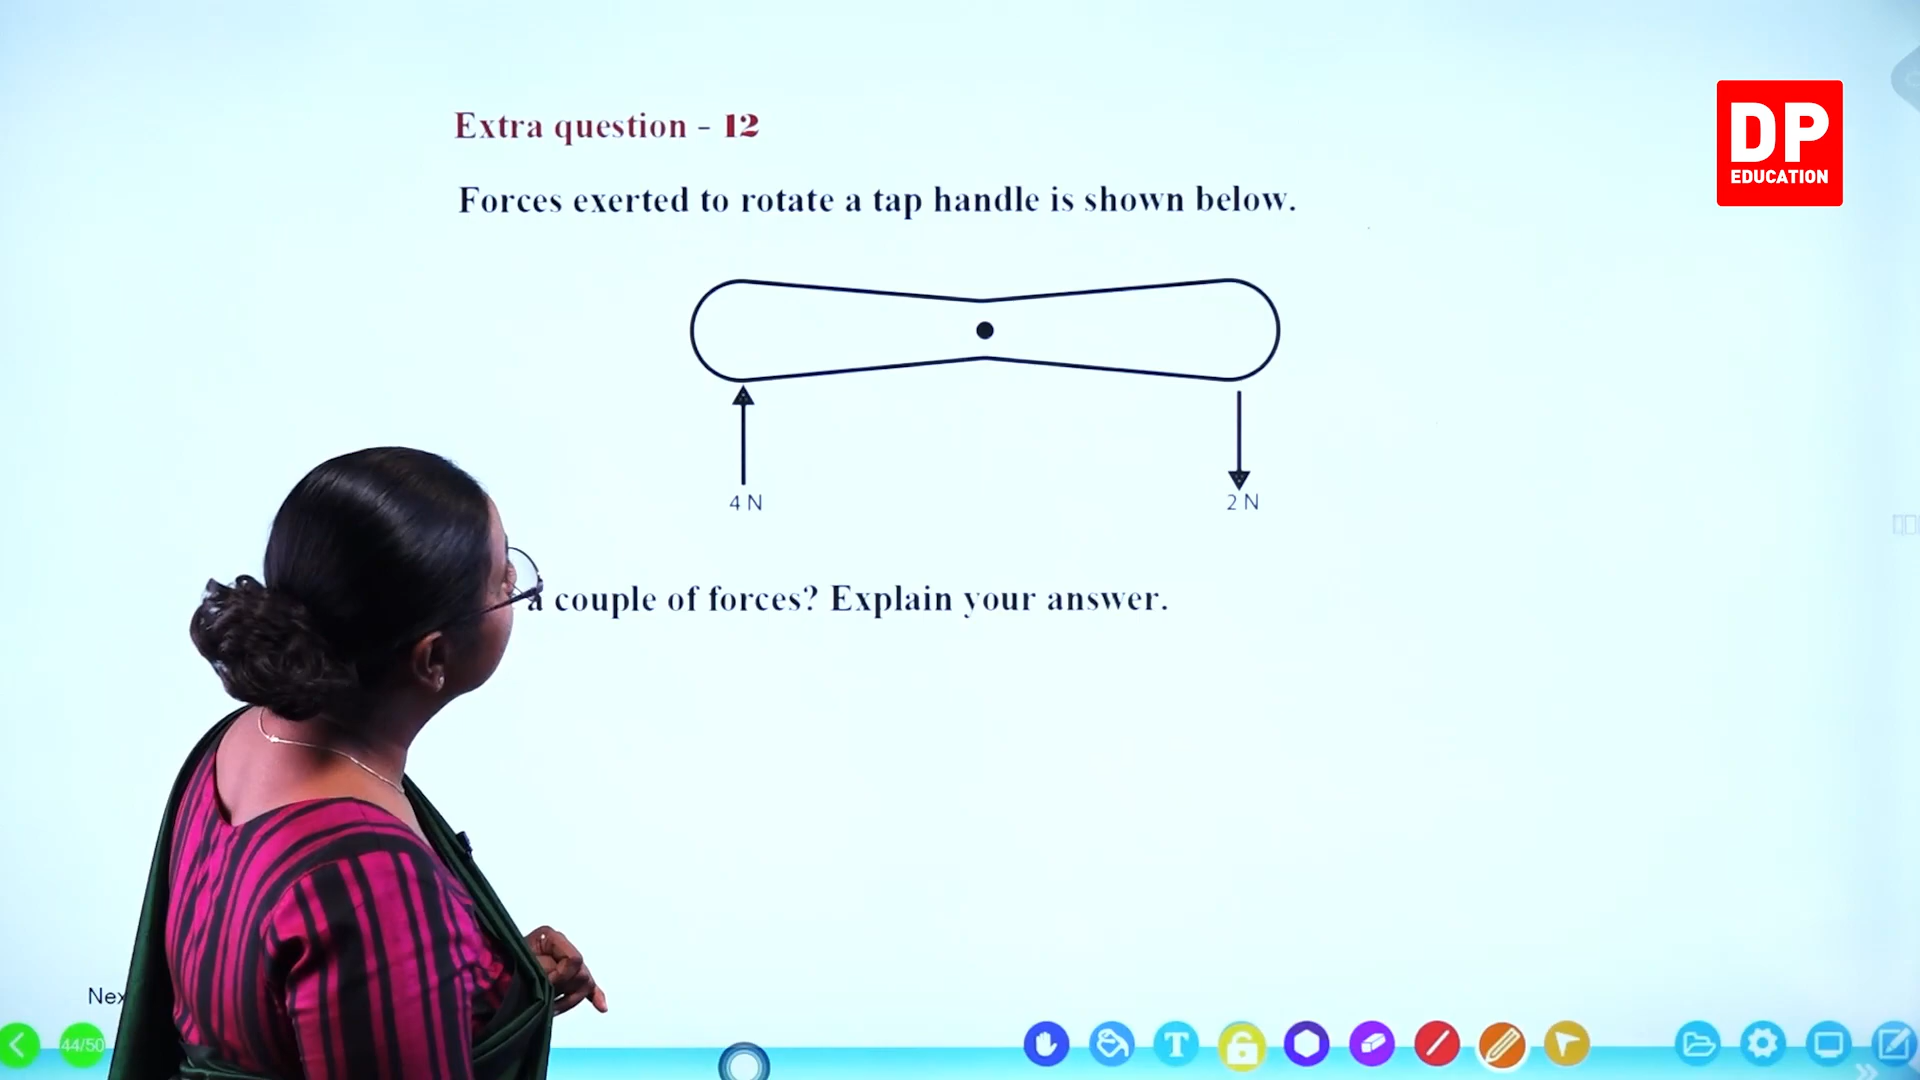 DP
EDUCATION
Extra question - 12
Forces exerted to rotate a tap handle is shown below.
4 N
2 N
a couple of forces? Explain your answer.
44/50
T